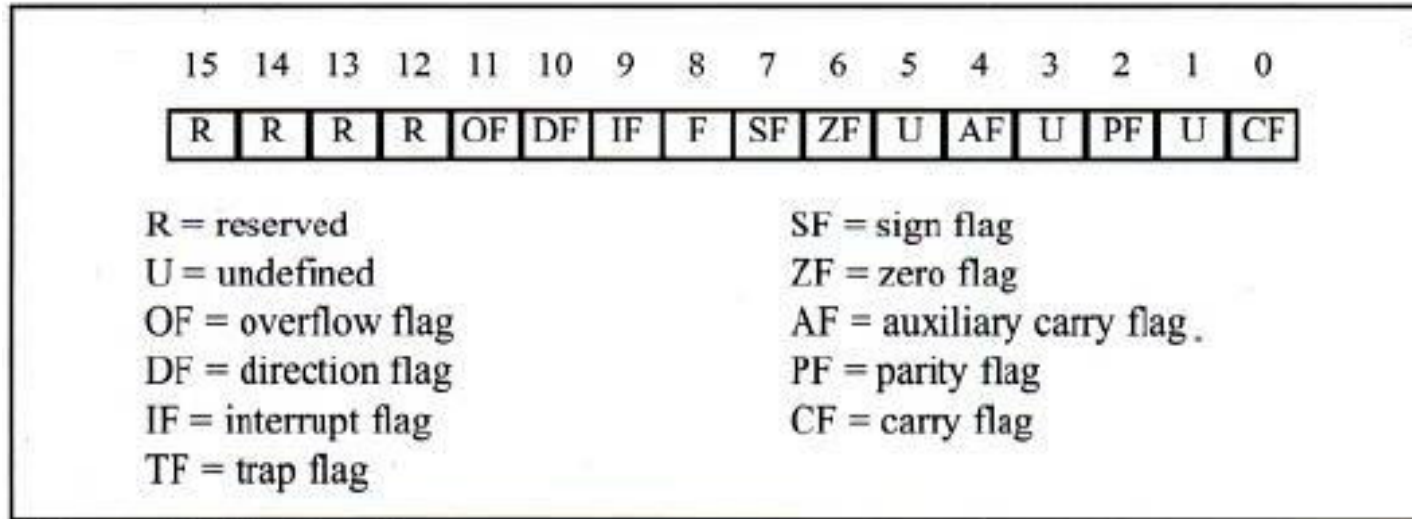 15 14 13 12 11 10 9 8 7 6 5 4 3 2 1 0
R R R R OF DF IF F SF ZF U AF U PF U CF
R = reserved
U = undefined
OF = overflow flag
DF = direction flag
IF = interrupt flag
TF = trap flag
SF = sign flag
ZF = zero flag
AF = auxiliary carry flag .
PF = parity flag
CF = carry flag